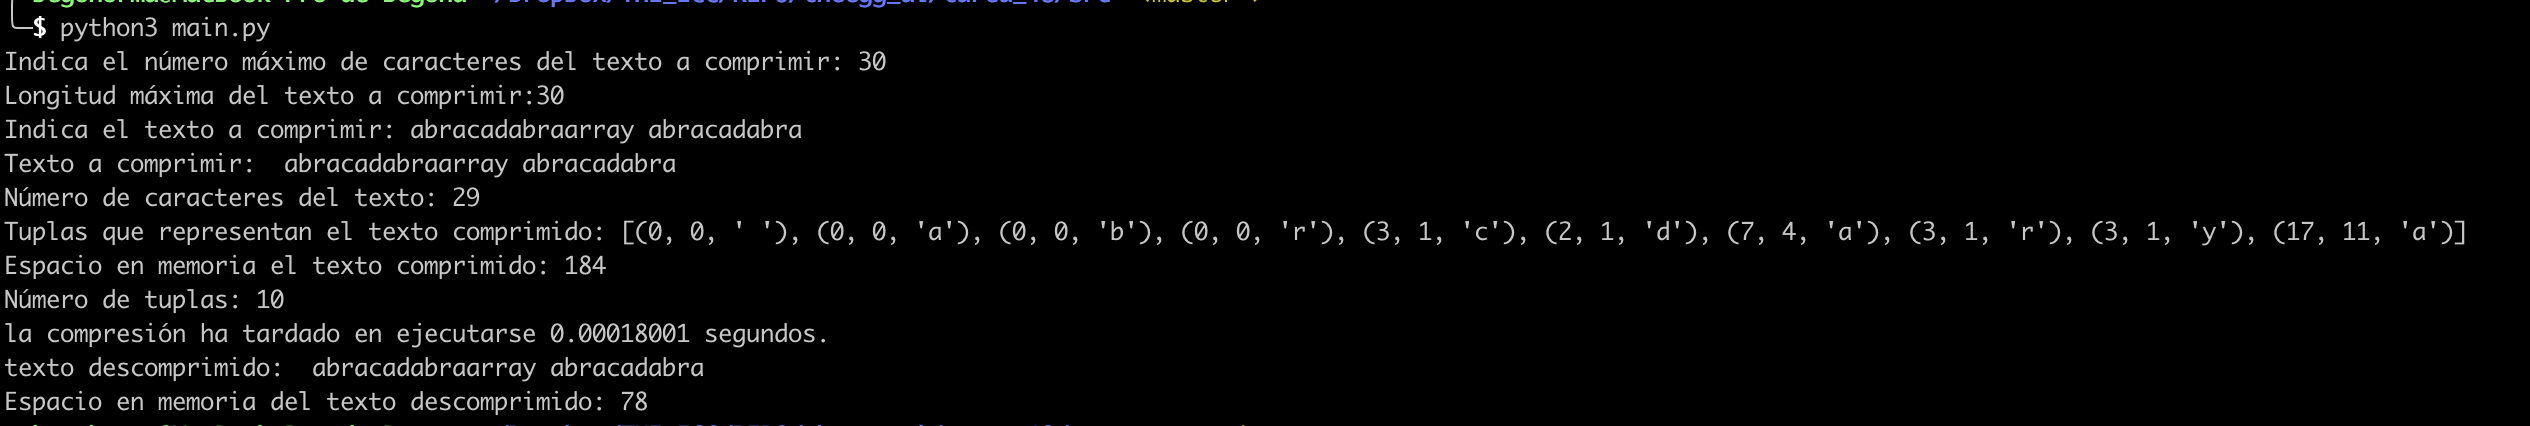 $ python3 main.py
Indica el número máximo de caracteres del texto a comprimir: 30
Longitud máxima del texto a comprimir:30
Indica el texto a comprimir: abracadabraarray abracadabra
Texto a comprimir:  abracadabraarray abracadabra
Número de caracteres del texto: 29
Tuplas que representan el texto comprimido: [(0, 0, ' '), (0, 0, 'a'), (0, 0, 'b'), (0, 0, 'r'), (3, 1, 'c'), (2, 1, 'd'), (7, 4, 'a'), (3, 1, 'r'), (3, 1, 'y'), (17, 11, 'a')]
Espacio en memoria el texto comprimido: 184
Número de tuplas: 10
la compresión ha tardado en ejecutarse 0.00018001 segundos.
texto descomprimido:  abracadabraarray abracadabra
Espacio en memoria del texto descomprimido: 78